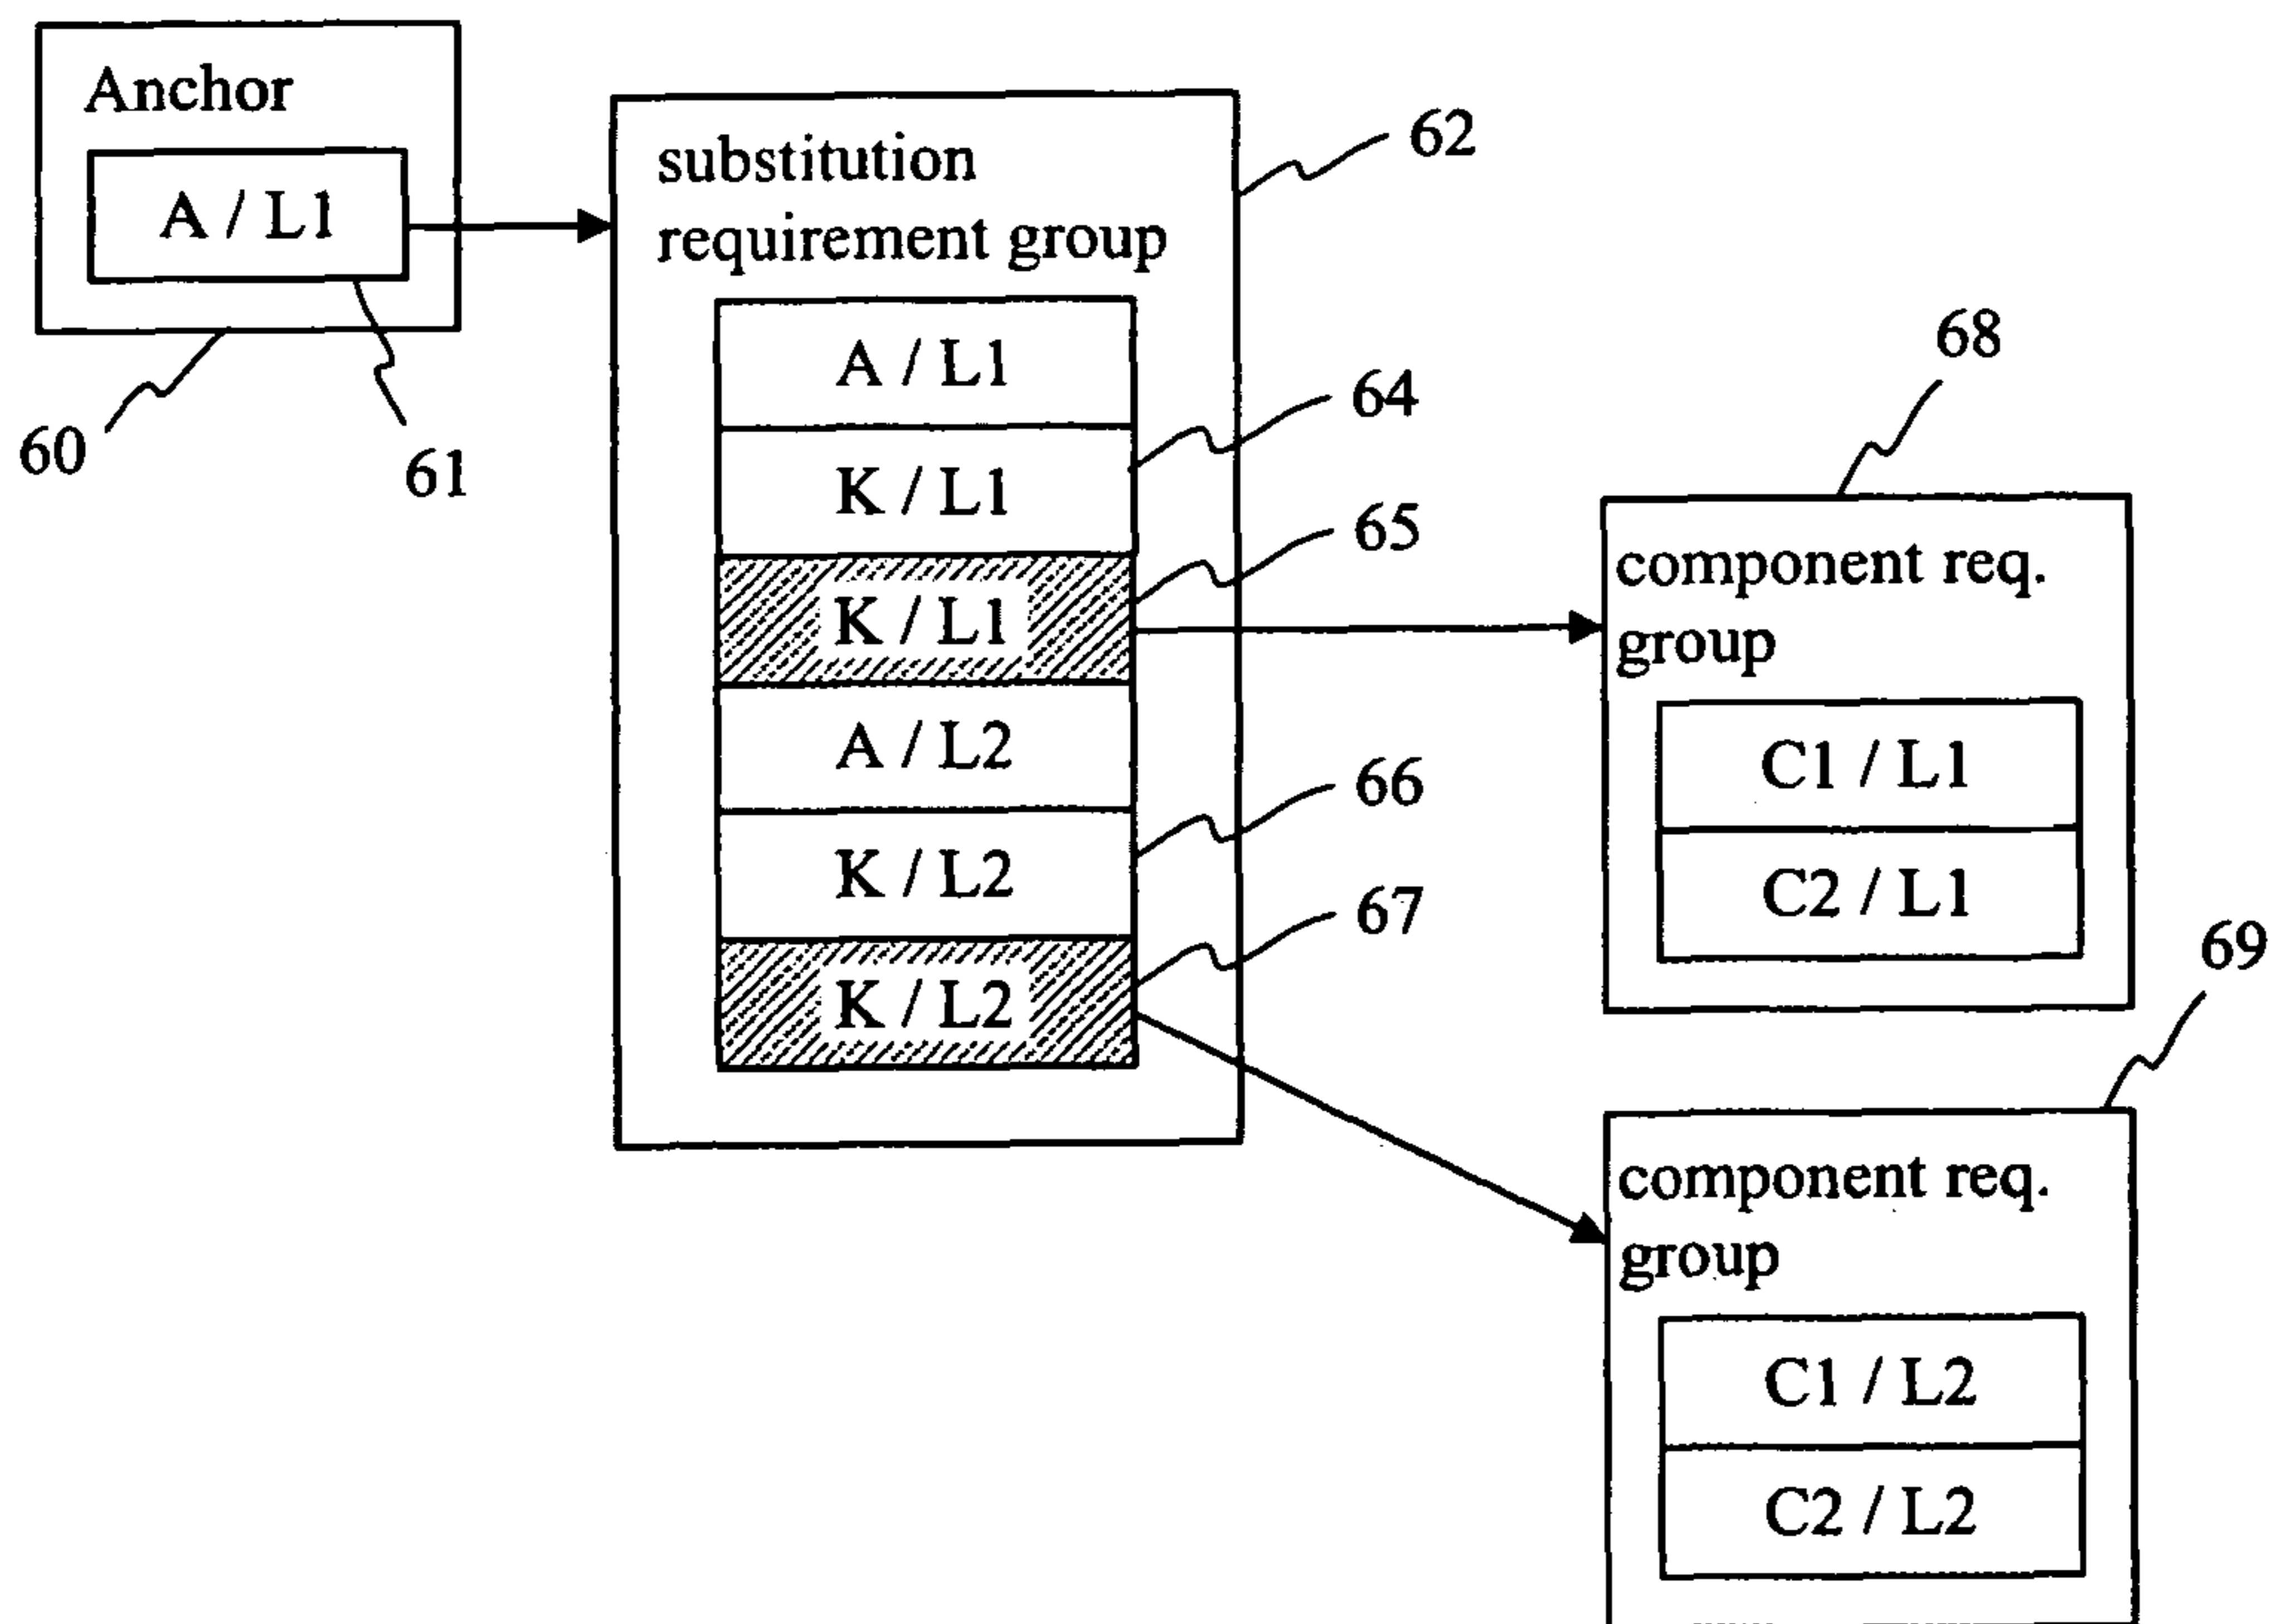 Anchor
A / L1
60
61
substitution
requirement group
62
A / L1
K / L1
64
K / L1
65
A / L2
K / L2
66
K / L2
67
68
component req.
group
C1 / L1
C2 / L1
69
component req.
group
C1 / L2
C2 / L2